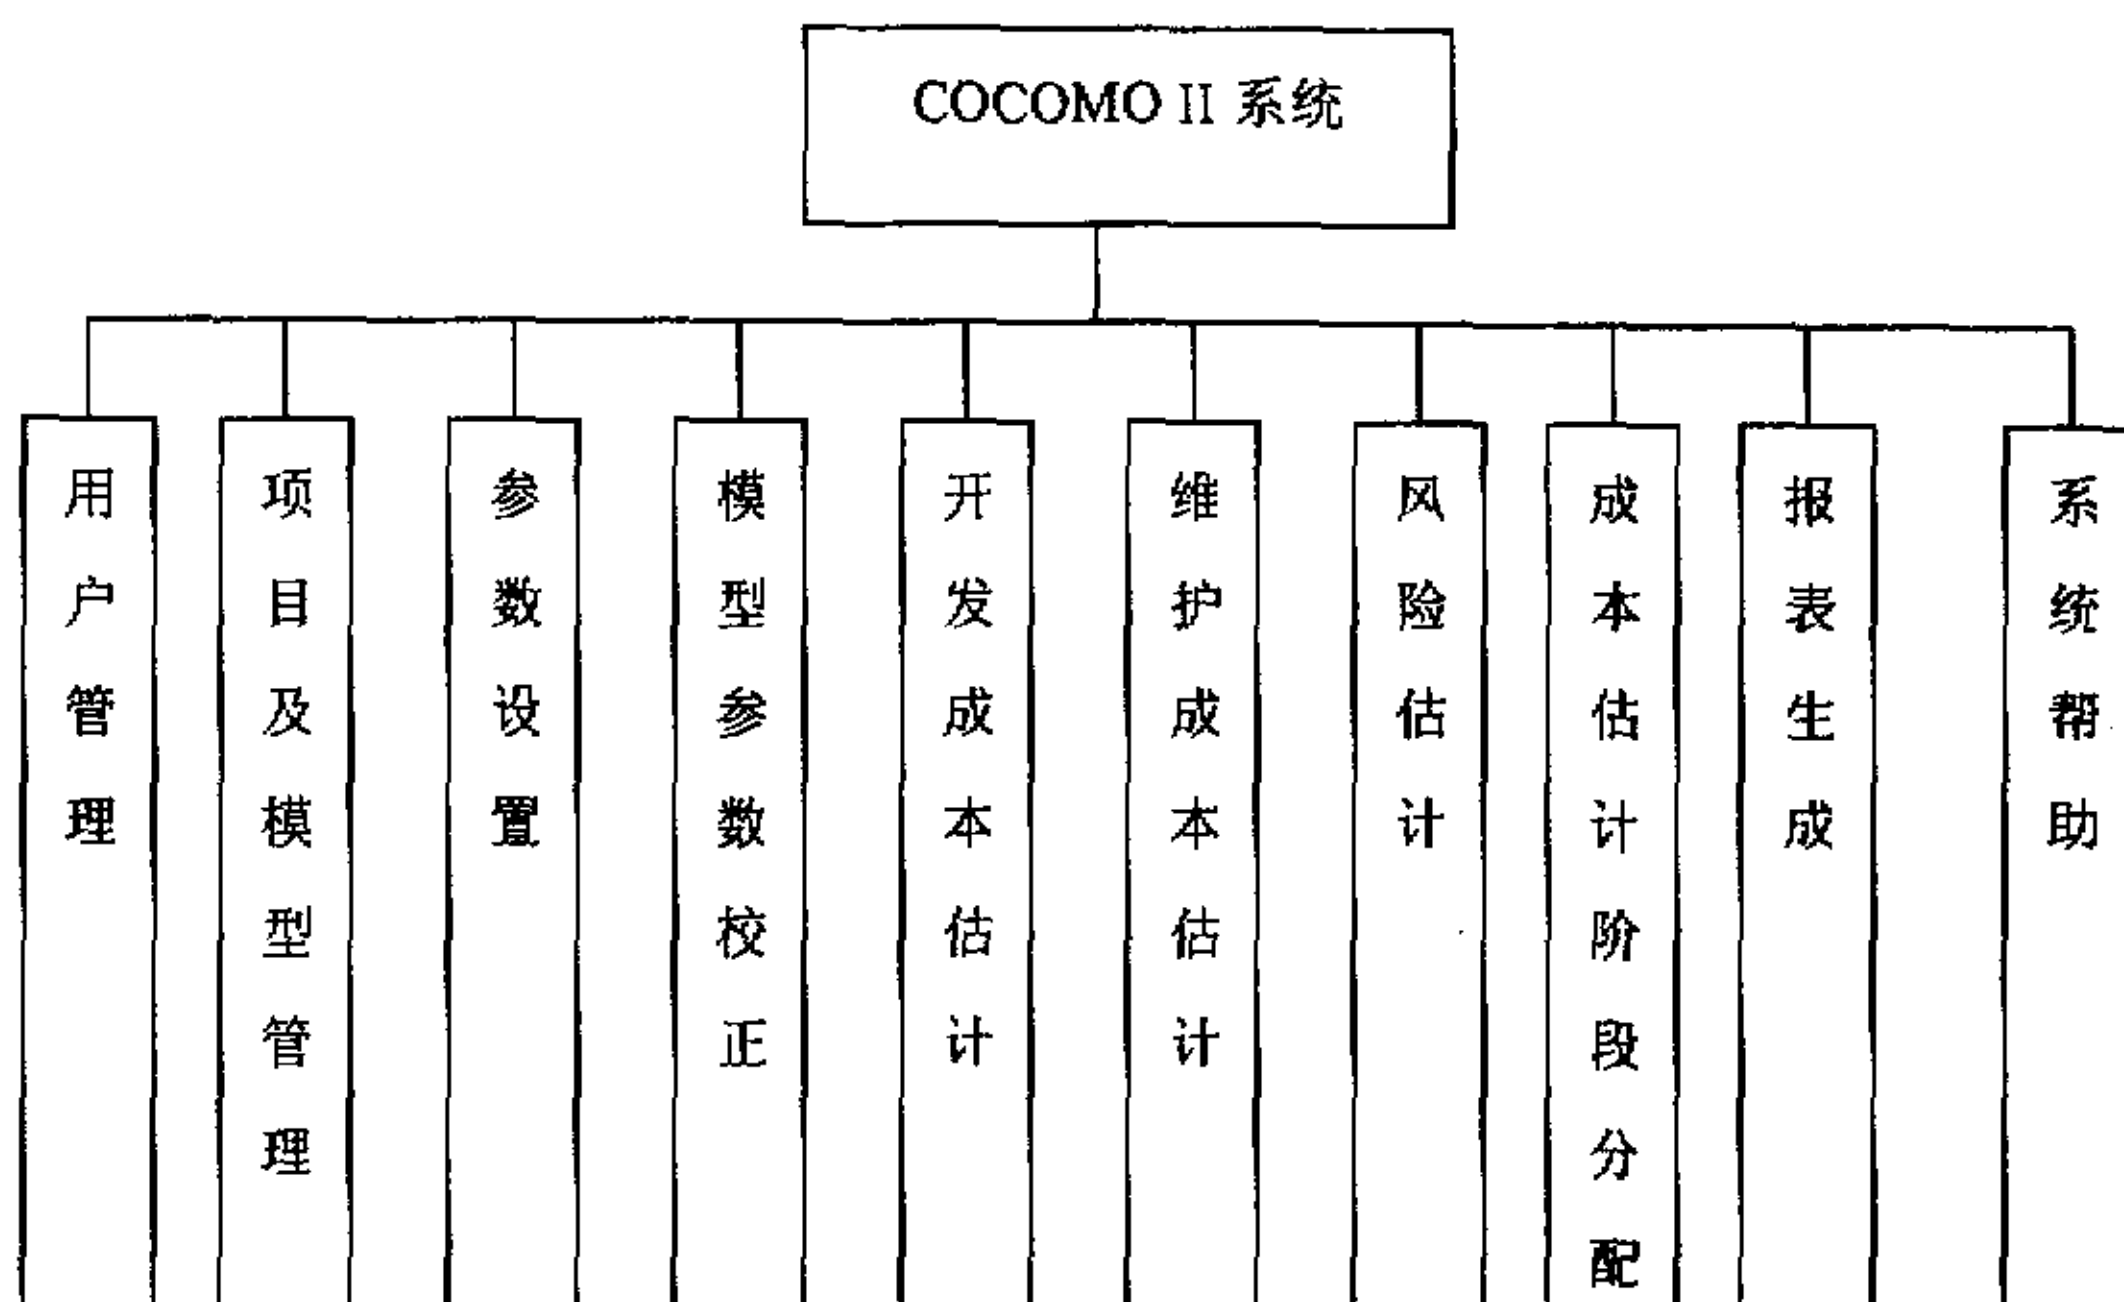 COCOMO II 系统
用户管理
项目及模型管理
参数设置
模型参数校正
开发成本估计
维护成本估计
风险估计
成本估计阶段分配
报表生成
系统帮助